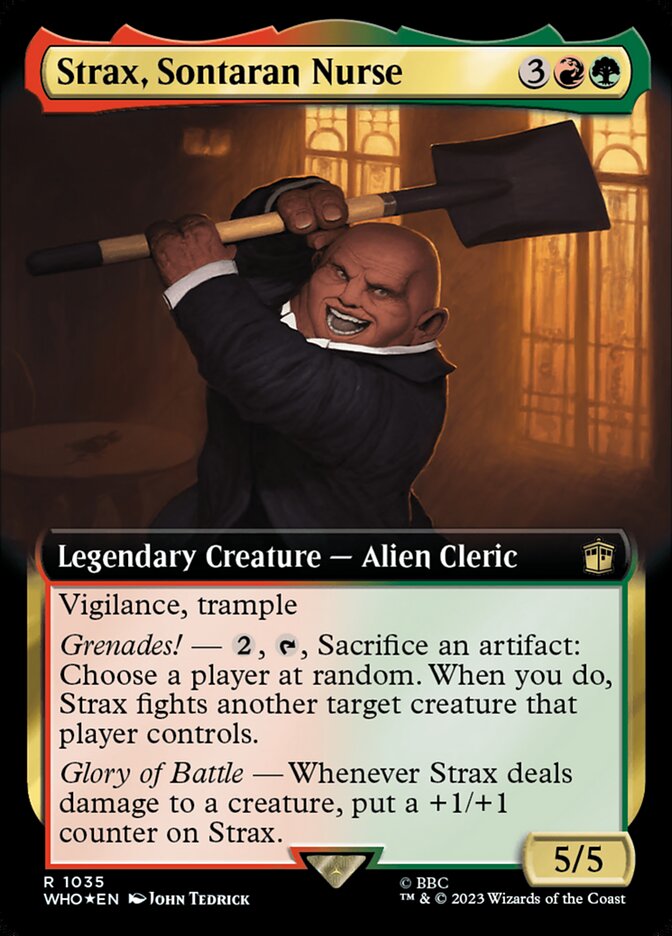 Strax, Sontaran Nurse 3
Legendary Creature — Alien Cleric
Vigilance, trample
Grenades! — 2, , Sacrifice an artifact:
Choose a player at random. When you do,
Strax fights another target creature that
player controls.
Glory of Battle — Whenever Strax deals
damage to a creature, put a +1/+1
counter on Strax.
5/5
R 1035
WHO★EN John Tedrick
© BBC
™ & © 2023 Wizards of the Coast